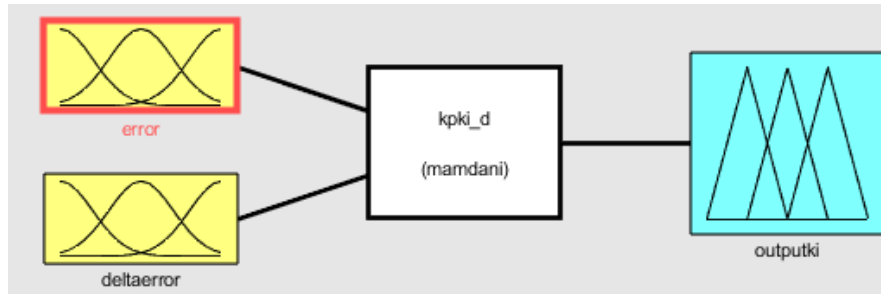 error
kpki_d
(mamdani)
deltaerror
outputki